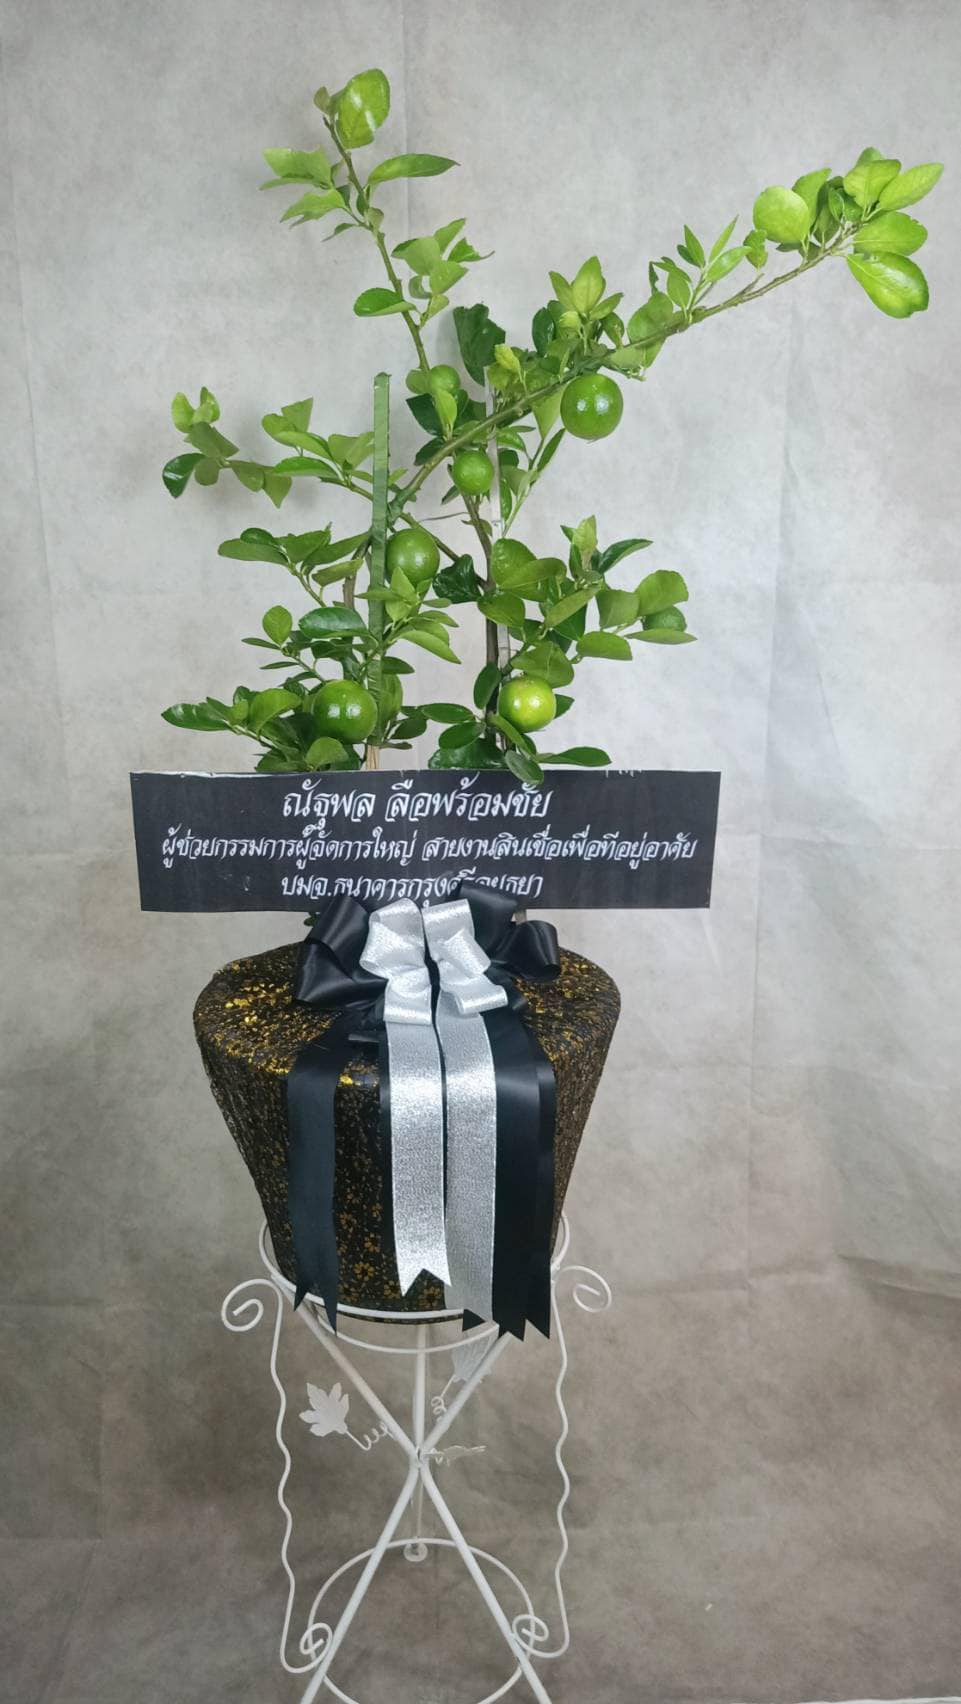 ณัฐพล ลือพร้อมชัย
ผู้ช่วยกรรมการผู้จัดการใหญ่ สายงานสินเชื่อเพื่อที่อยู่อาศัย
บมจ.ธนาคารกรุงศรีอยุธยา